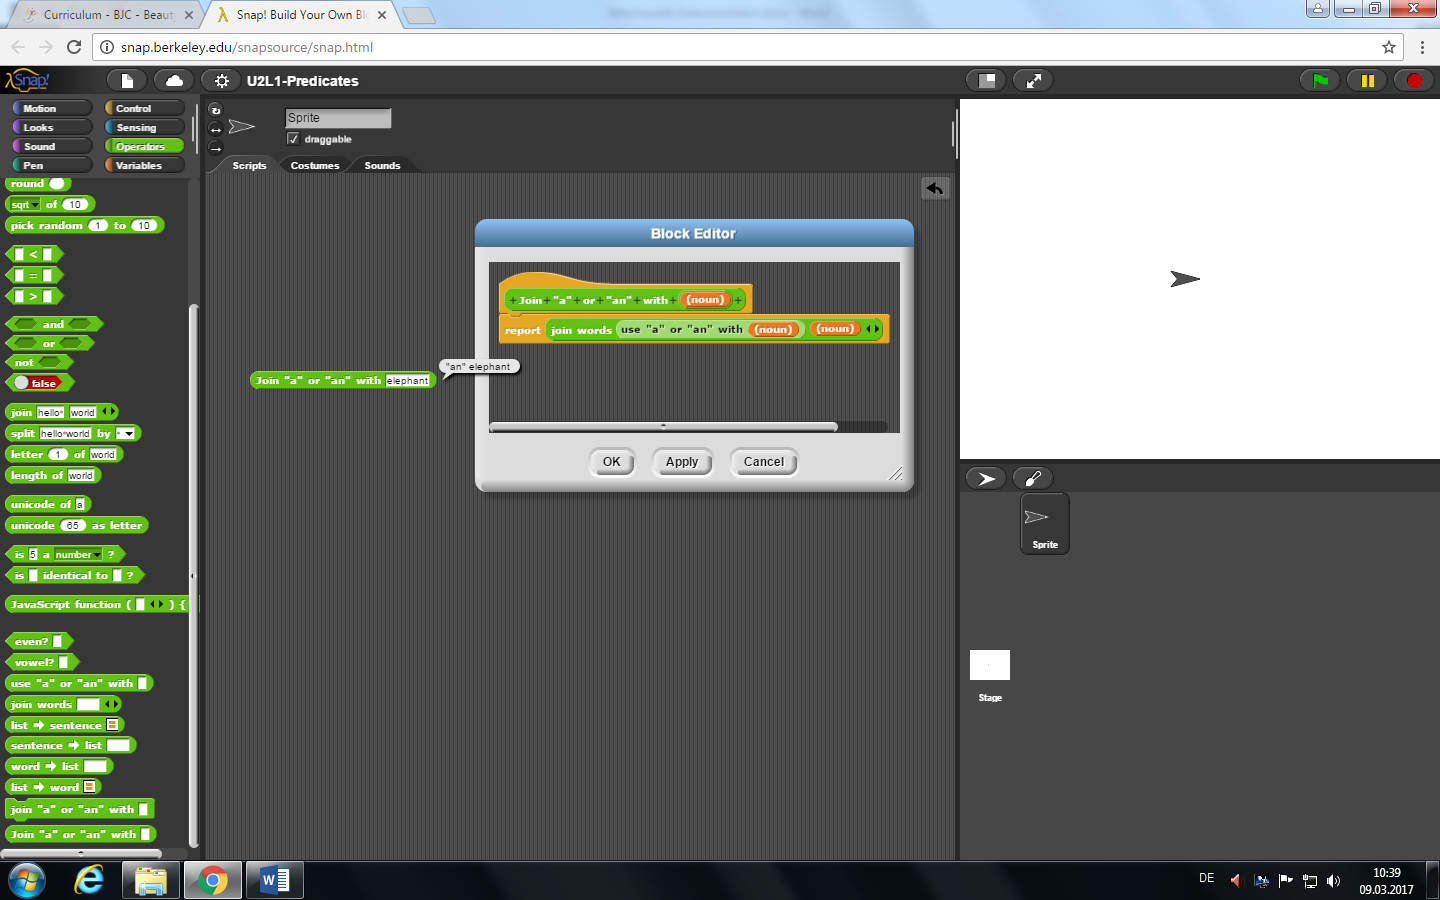 Curriculum - BJC - Beaut
Snap! Build Your Own Blo
snap.berkeley.edu/snapsource/snap.html
Snap!
U2L1-Predicates
Motion
Control
Looks
Sensing
Sound
Operators
Pen
Variables
Sprite
draggable
Scripts
Costumes
Sounds
round
sqrt of 10
pick random 1 to 10
<
=
>
and
or
not
false
join hello world
split hello world by
letter 1 of world
length of world
unicode of a
unicode 65 as letter
is 5 a number ?
is identical to ?
JavaScript function ( ) {
even?
vowel?
use "a" or "an" with
join words
list ➔ sentence
sentence ➔ list
word ➔ list
list ➔ word
join "a" or "an" with
Join "a" or "an" with
Join "a" or "an" with elephant
"an" elephant
Block Editor
+ Join + "a" + or + "an" + with + (noun) +
report join words use "a" or "an" with (noun) (noun)
OK
Apply
Cancel
Sprite
Stage
DE
10:39
09.03.2017